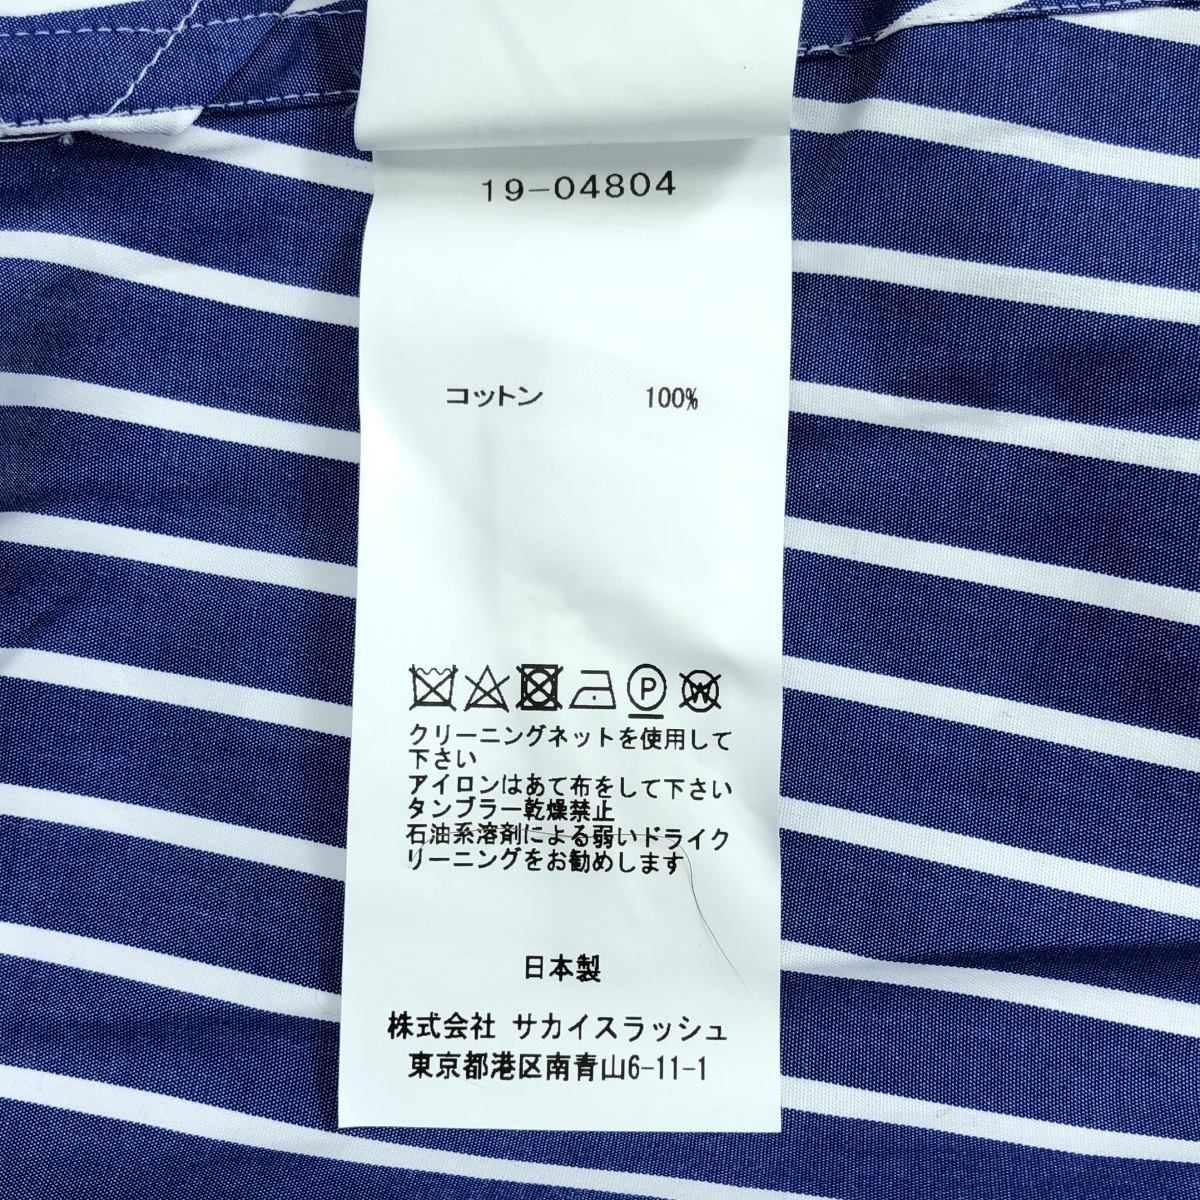 19-04804
コットン 100%
P W
クリーニングネットを使用して
下さい
アイロンはあて布をして下さい
タンブラー乾燥禁止
石油系溶剤による弱いドライク
リーニングをお勧めします
日本製
株式会社 サカイスラッシュ
東京都港区南青山6-11-1